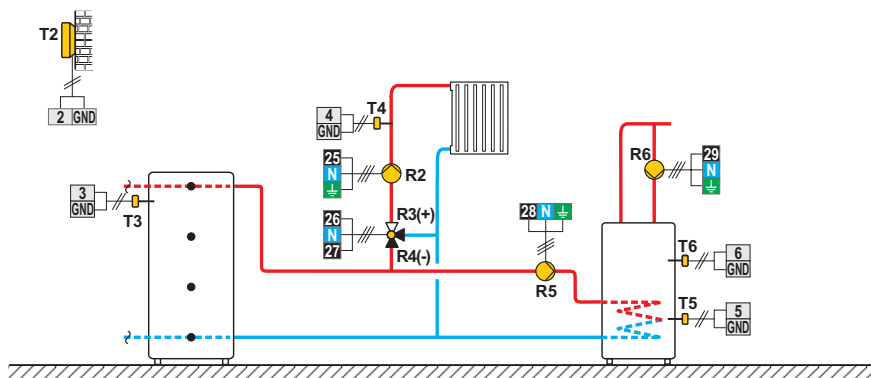 T2
2 GND
3
GND
T3
4
GND
T4
25
N
R2
26
N
27
R3(+)
R4(-)
28 N
R5
R6
29
N
T6
6
GND
T5
5
GND